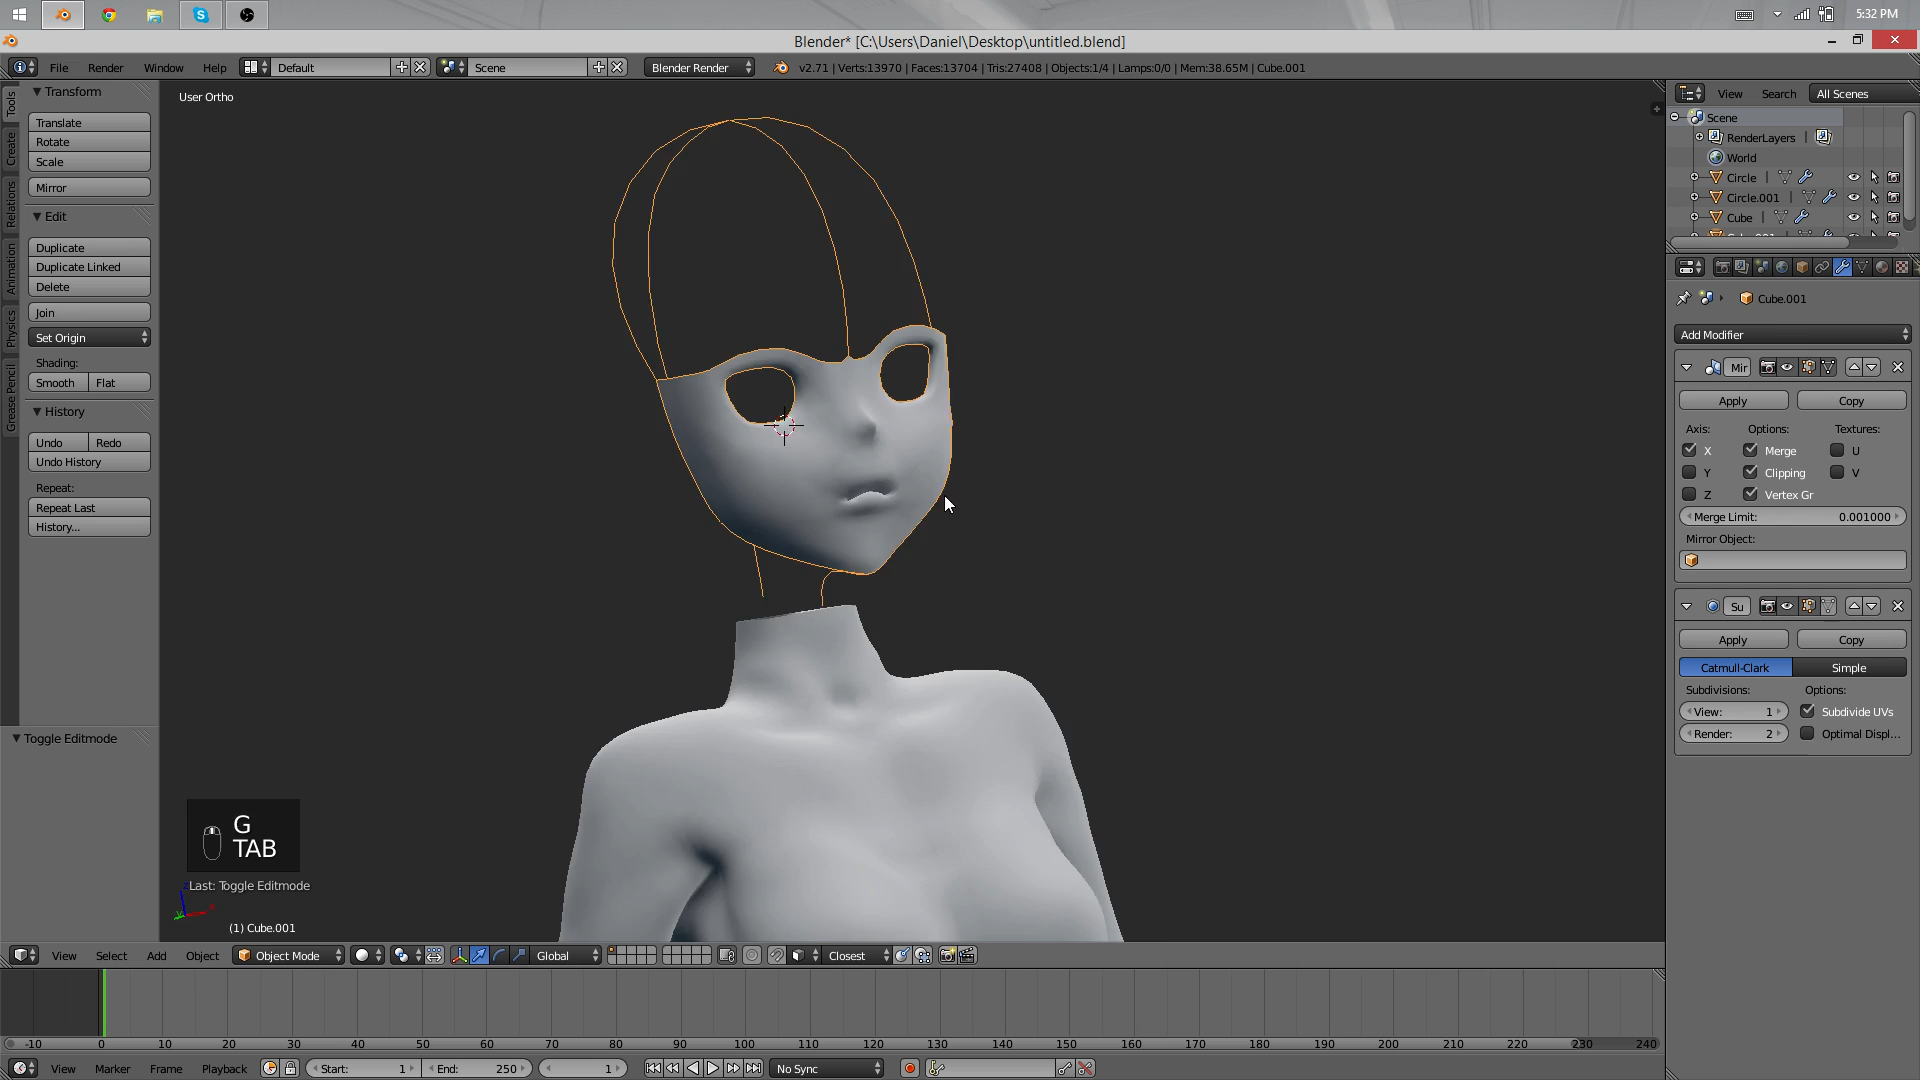 5:32 PM
Blender* [C:\Users\Daniel\Desktop\untitled.blend]
File Render Window Help Default Scene Blender Render v2.71 | Verts:13970 | Faces:13704 | Tris:27408 | Objects:1/4 | Lamps:0/0 | Mem:38.65M | Cube.001
Tools
Create
Relations
Animation
Physics
Grease Pencil
Transform
Translate
Rotate
Scale
Mirror
Edit
Duplicate
Duplicate Linked
Delete
Join
Set Origin
Shading:
Smooth Flat
History
Undo Redo
Undo History
Repeat:
Repeat Last
History...
Toggle Editmode
User Ortho
G
TAB
Last: Toggle Editmode
(1) Cube.001
View Search All Scenes
Scene
RenderLayers
World
Circle
Circle.001
Cube
Cube.001
Add Modifier
Mir
Apply Copy
Axis: Options: Textures:
X Merge U
Y Clipping V
Z Vertex Gr
Merge Limit: 0.001000
Mirror Object:
Su
Apply Copy
Catmull-Clark Simple
Subdivisions: Options:
View: 1 Subdivide UVs
Render: 2 Optimal Displ...
View Select Add Object Object Mode Global Closest
-10 0 10 20 30 40 50 60 70 80 90 100 110 120 130 140 150 160 170 180 190 200 210 220 230 240
View Marker Frame Playback Start: 1 End: 250 1 No Sync